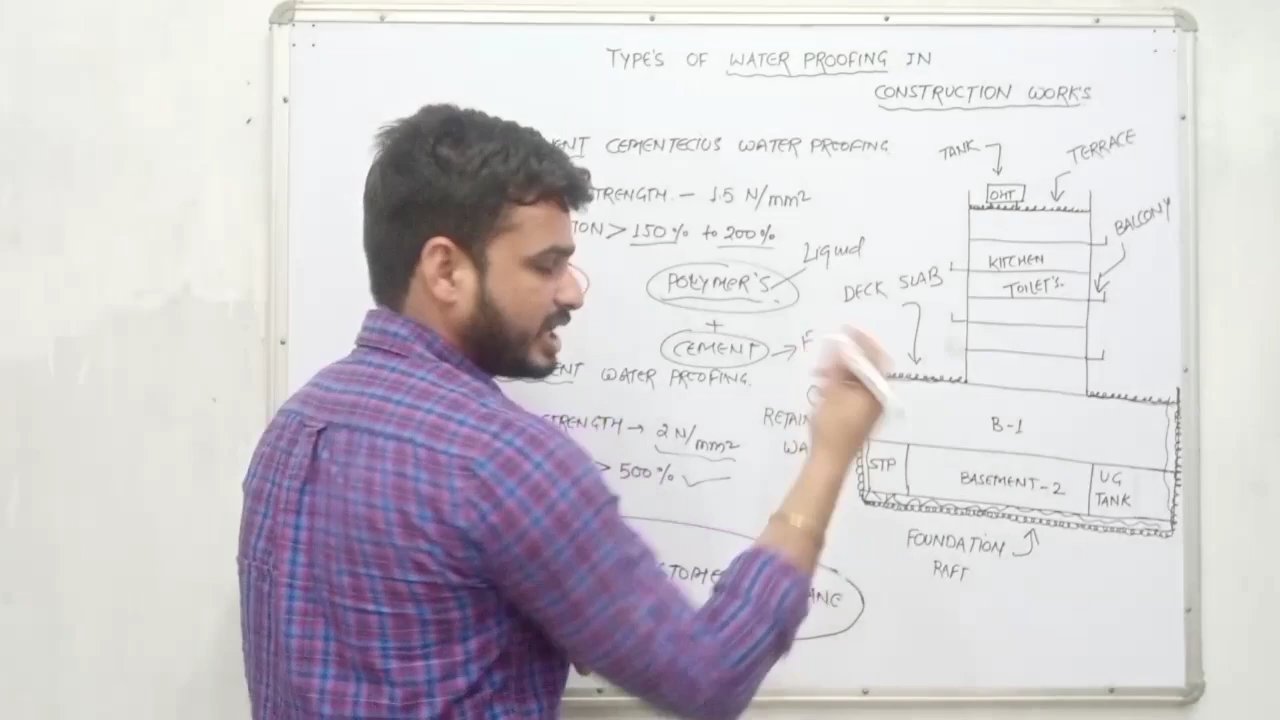 TYPE'S OF WATER PROOFING IN
CONSTRUCTION WORK'S
CEMENTECIUS WATER PROOFING
STRENGTH. - 1.5 N/mm2
> 150% to 200%
POLYMER'S.
Liquid
+
CEMENT →
WATER PROOFING.
STRENGTH → 2 N/mm2
> 500% ✓
TANK
TERRACE
OHT
BALCONY
KITCHEN
TOILET'S.
DECK SLAB
B-1
STP
BASEMENT-2
UG
TANK
FOUNDATION
RAFT